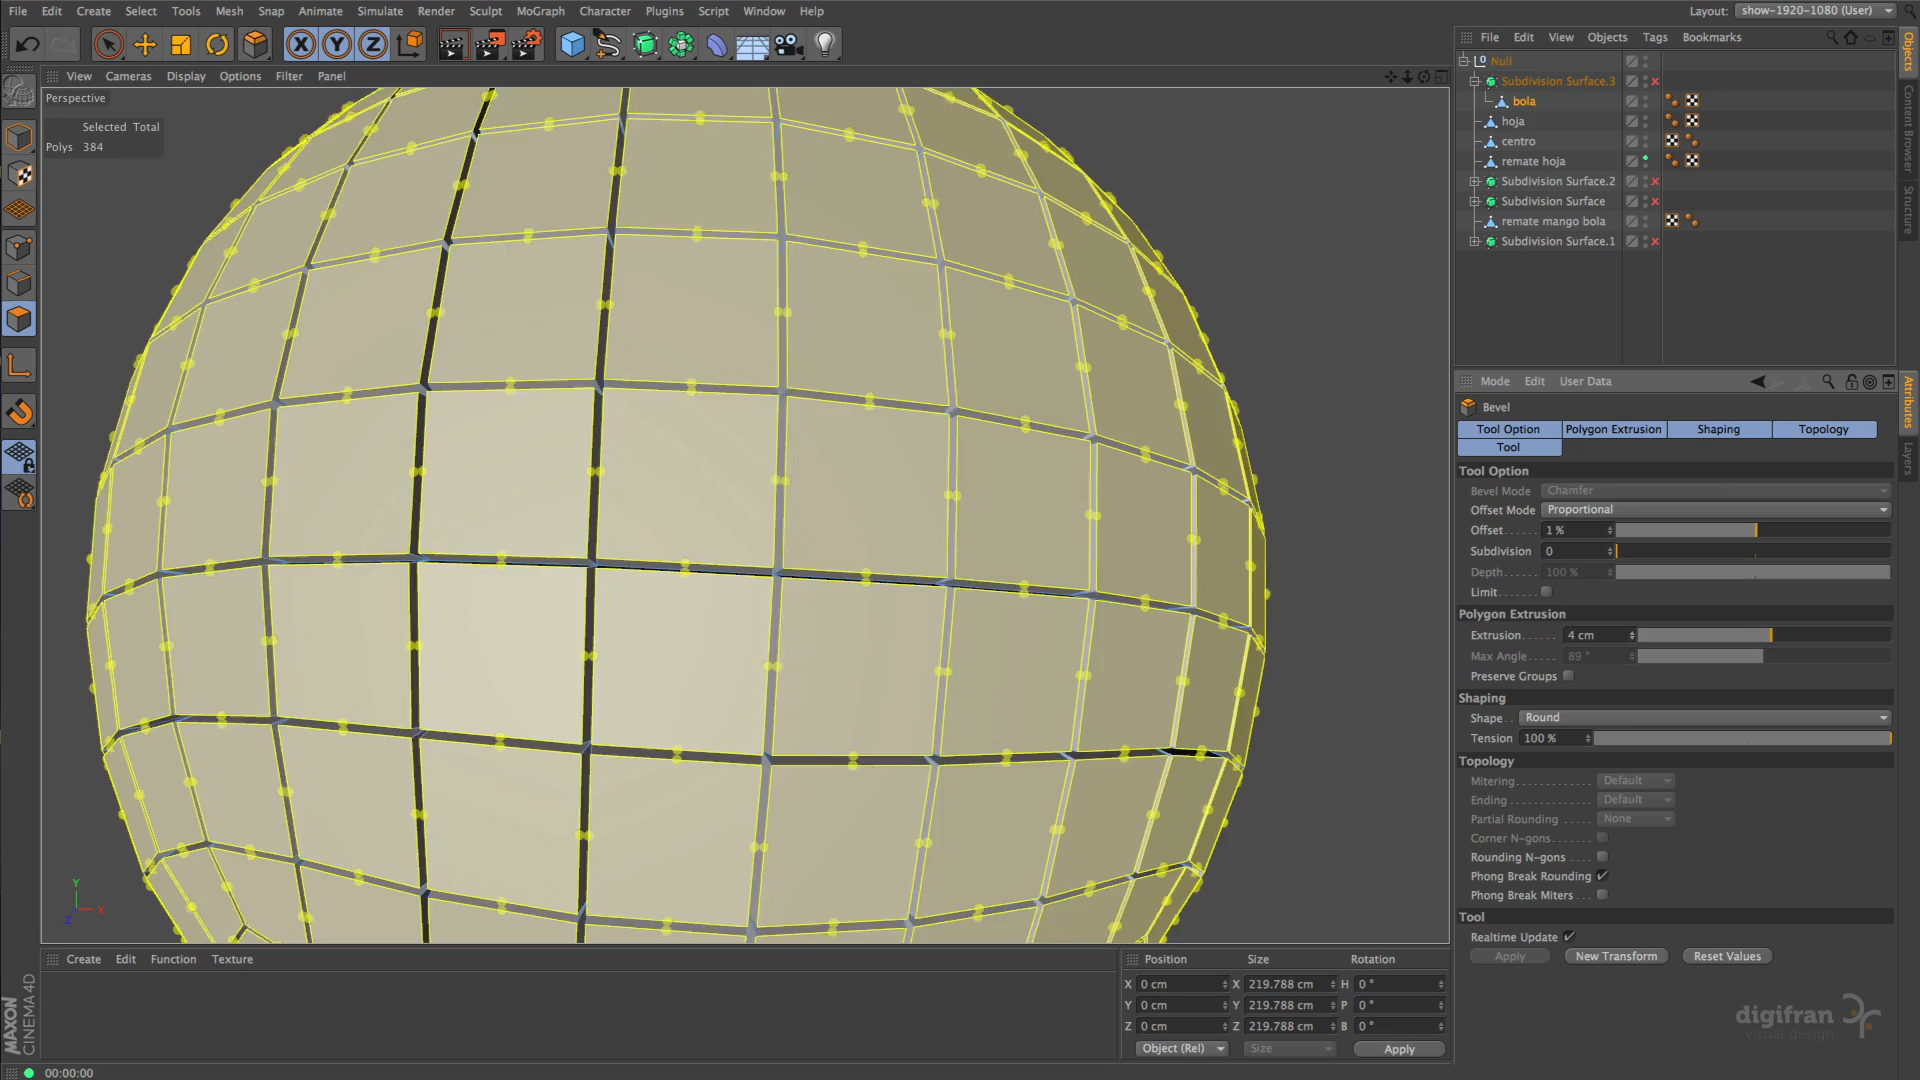 File Edit Create Select Tools Mesh Snap Animate Simulate Render Sculpt MoGraph Character Plugins Script Window Help
Layout: show-1920-1080 (User)
X Y Z
View Cameras Display Options Filter Panel
Perspective
Selected Total
Polys 384
Y
X
Z
File Edit View Objects Tags Bookmarks
Null
Subdivision Surface.3
bola
hoja
centro
remate hoja
Subdivision Surface.2
Subdivision Surface
remate mango bola
Subdivision Surface.1
Objects
Content Browser
Structure
Mode Edit User Data
Bevel
Tool Option Polygon Extrusion Shaping Topology
Tool
Tool Option
Bevel Mode Chamfer
Offset Mode Proportional
Offset . . . . . 1 %
Subdivision 0
Depth . . . . . 100 %
Limit . . . . . .
Polygon Extrusion
Extrusion . . . . . 4 cm
Max Angle . . . . . 89 °
Preserve Groups
Shaping
Shape . . Round
Tension 100 %
Topology
Mitering . . . . . . . . . . . Default
Ending . . . . . . . . . . . . Default
Partial Rounding . . . . . None
Corner N-gons . . . . . .
Rounding N-gons . . . .
Phong Break Rounding
Phong Break Miters . . .
Tool
Realtime Update
Apply New Transform Reset Values
Attributes
Layers
Create Edit Function Texture
Position Size Rotation
X 0 cm X 219.788 cm H 0 °
Y 0 cm Y 219.788 cm P 0 °
Z 0 cm Z 219.788 cm B 0 °
Object (Rel) Size Apply
MAXON
CINEMA 4D
digifran
visual design
00:00:00